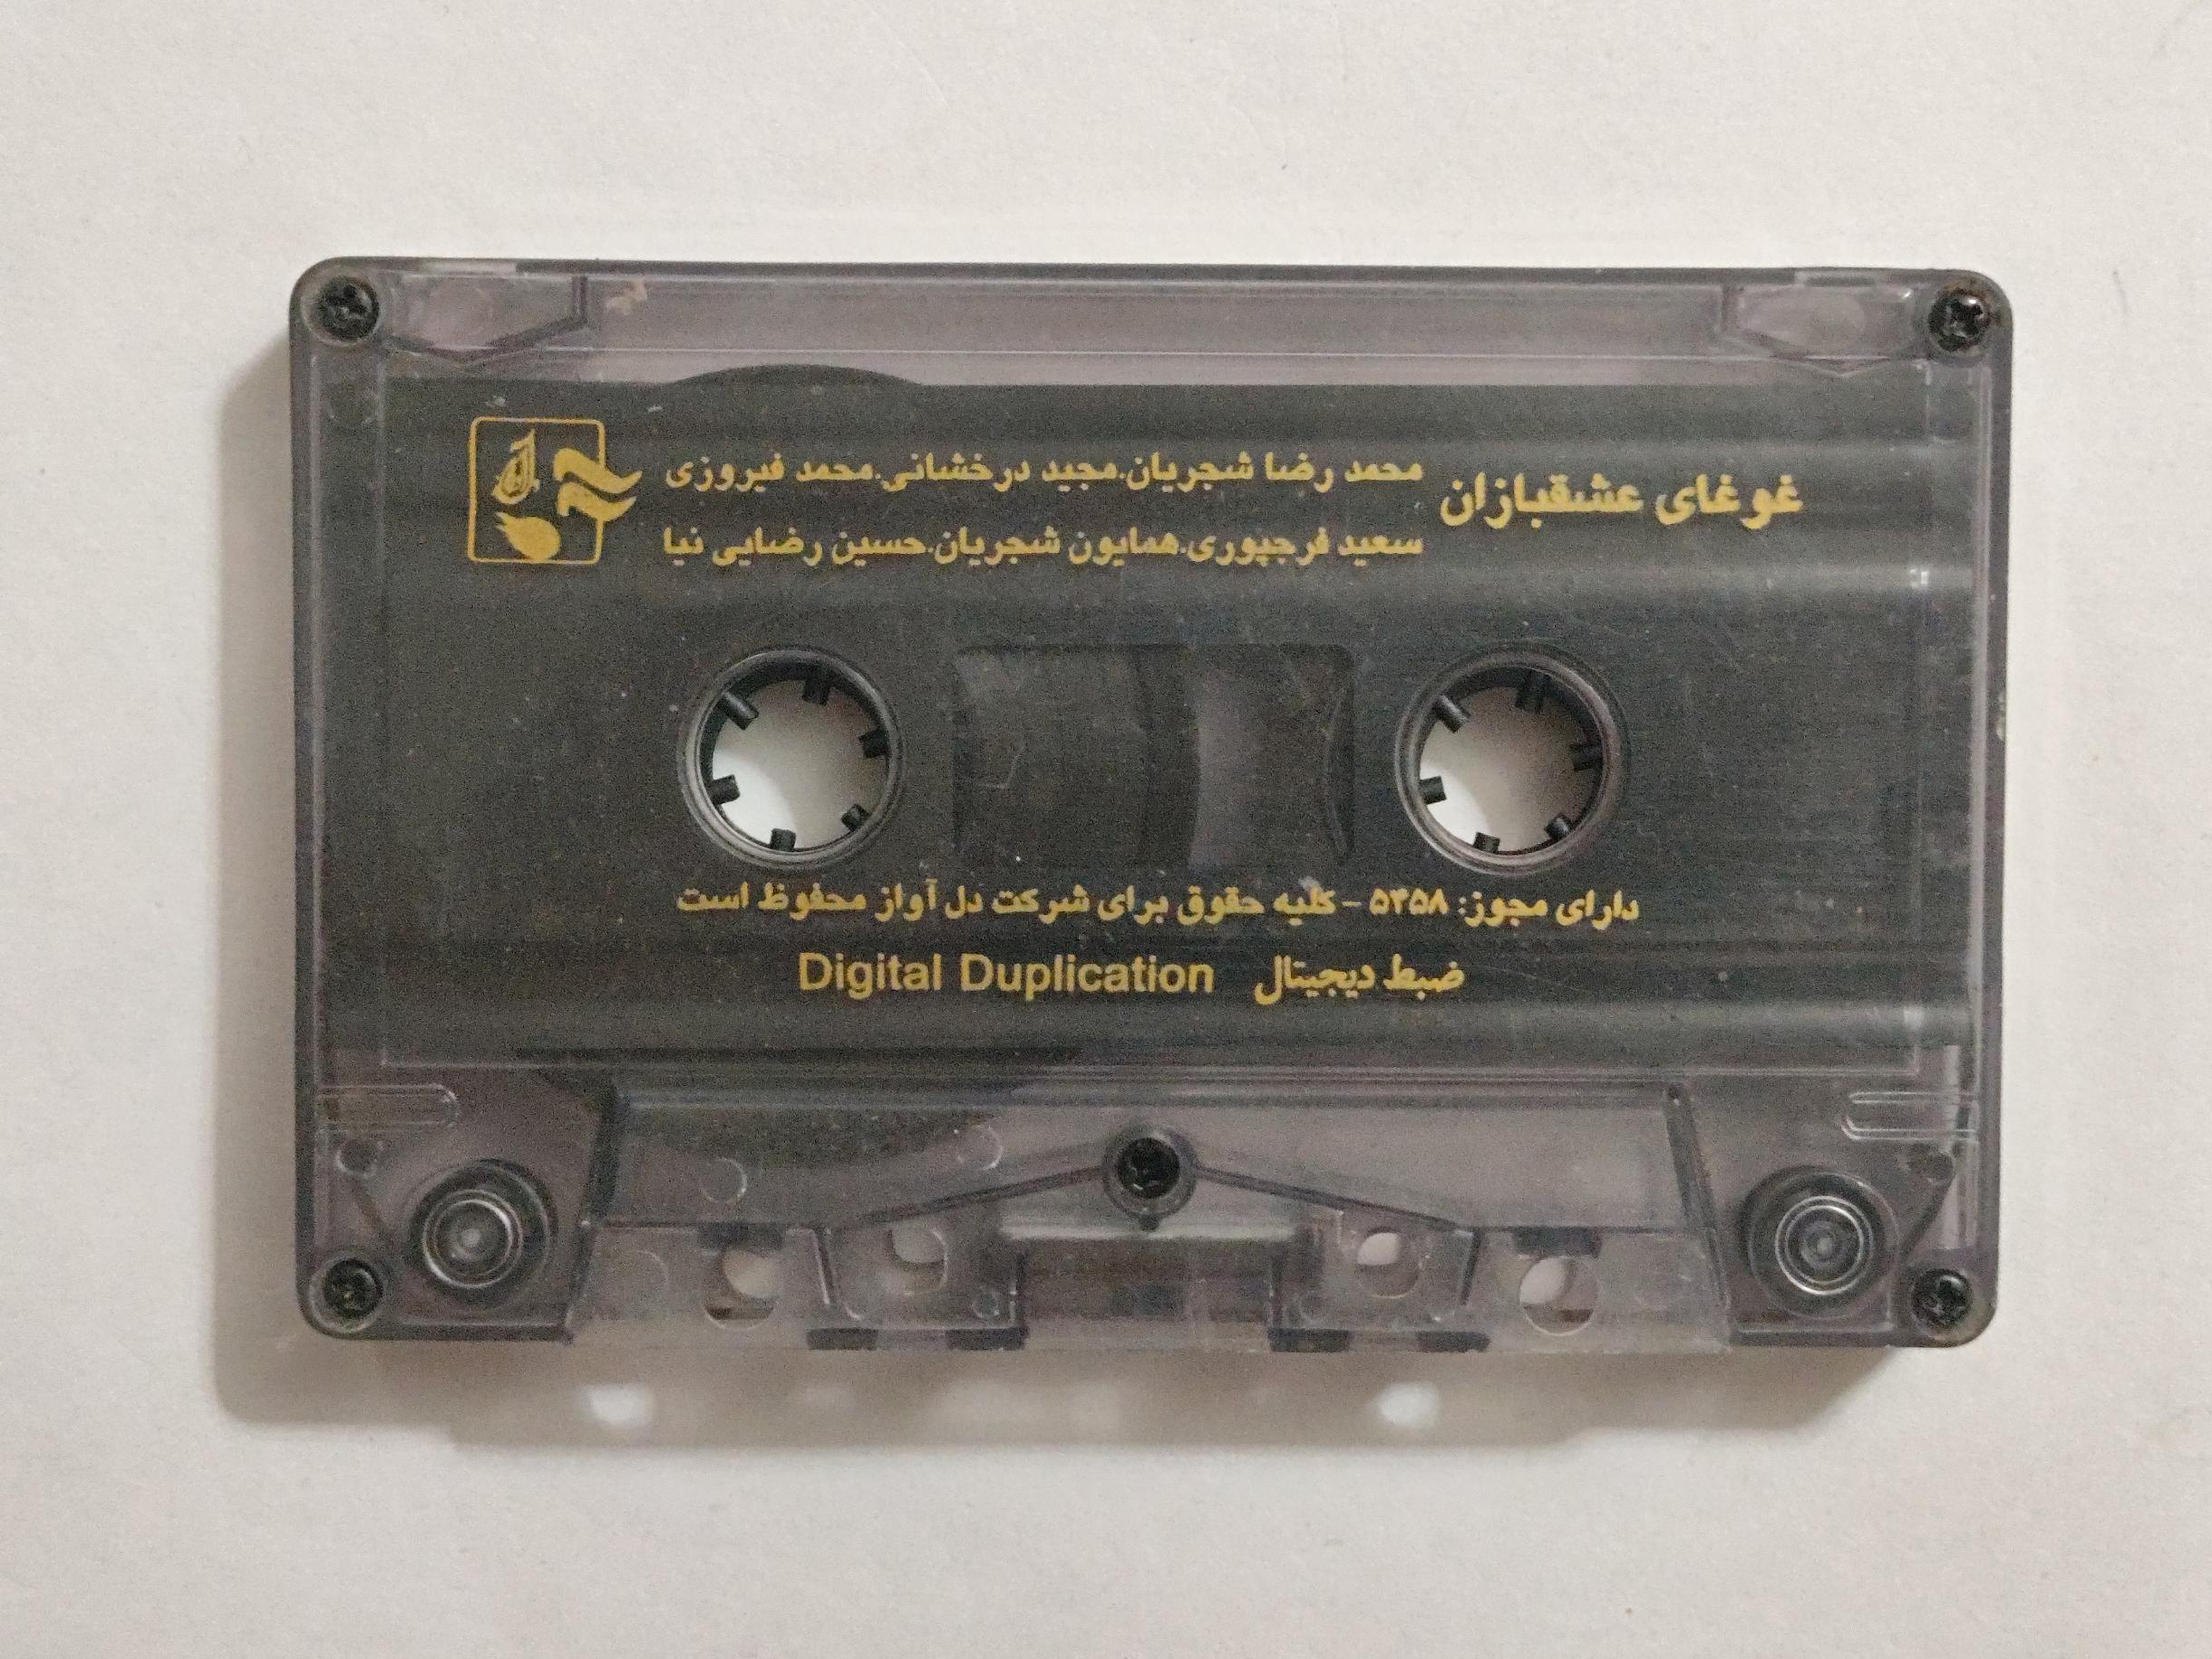 غوغای عشقبازان
محمد رضا شجریان.مجید درخشانی.محمد فیروزی
سعید فرجپوری.همایون شجریان.حسین رضایی نیا
دارای مجوز: ۵۴۵۸ - کلیه حقوق برای شرکت دل آواز محفوظ است
ضبط دیجیتال Digital Duplication